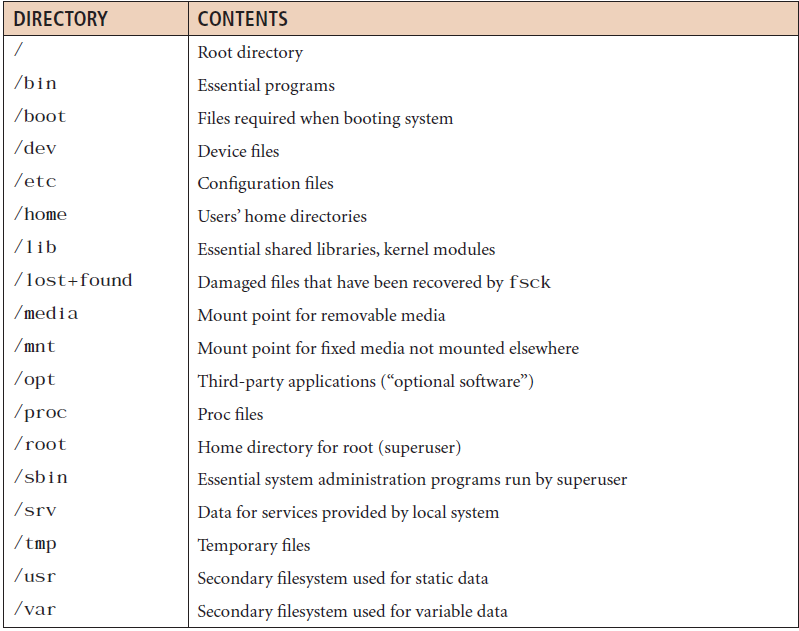 DIRECTORY CONTENTS
/ Root directory
/bin Essential programs
/boot Files required when booting system
/dev Device files
/etc Configuration files
/home Users’ home directories
/lib Essential shared libraries, kernel modules
/lost+found Damaged files that have been recovered by fsck
/media Mount point for removable media
/mnt Mount point for fixed media not mounted elsewhere
/opt Third-party applications (“optional software”)
/proc Proc files
/root Home directory for root (superuser)
/sbin Essential system administration programs run by superuser
/srv Data for services provided by local system
/tmp Temporary files
/usr Secondary filesystem used for static data
/var Secondary filesystem used for variable data